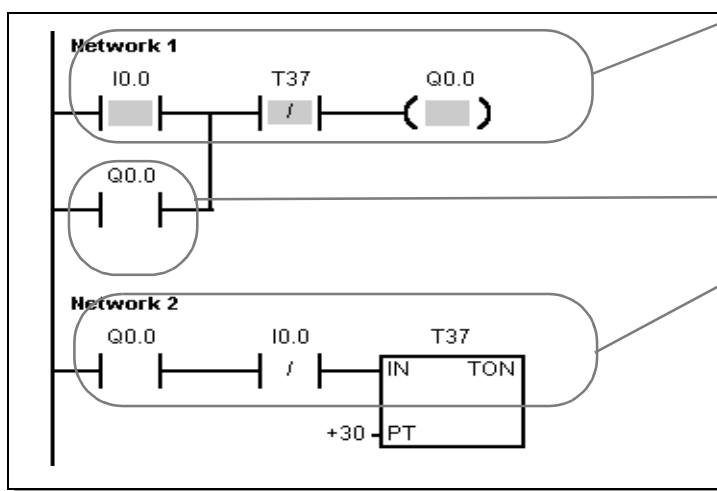 Network 1
I0.0 T37 Q0.0
/
Q0.0
Network 2
Q0.0 I0.0 T37
/ IN TON
+30 PT